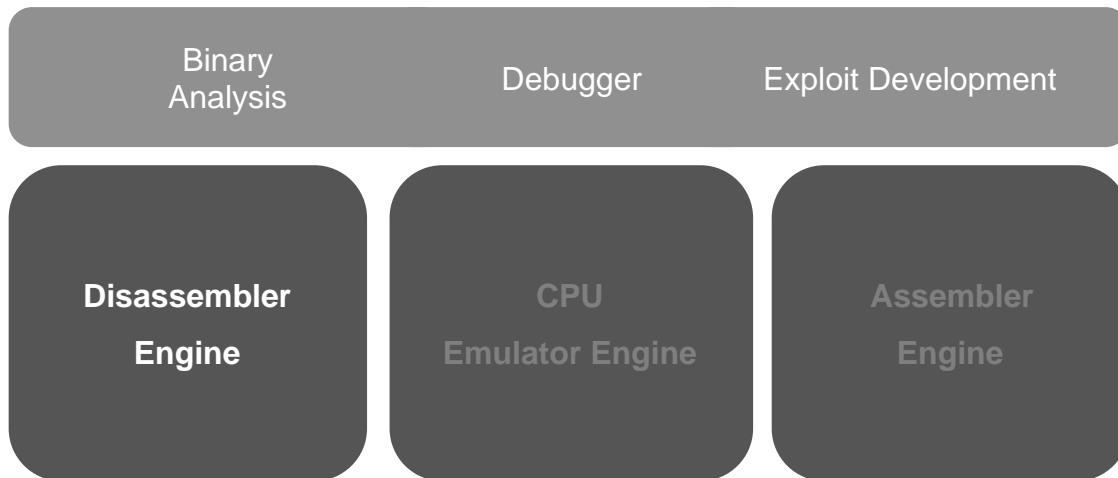 Binary
Analysis
Debugger
Exploit Development
Disassembler
Engine
CPU
Emulator Engine
Assembler
Engine